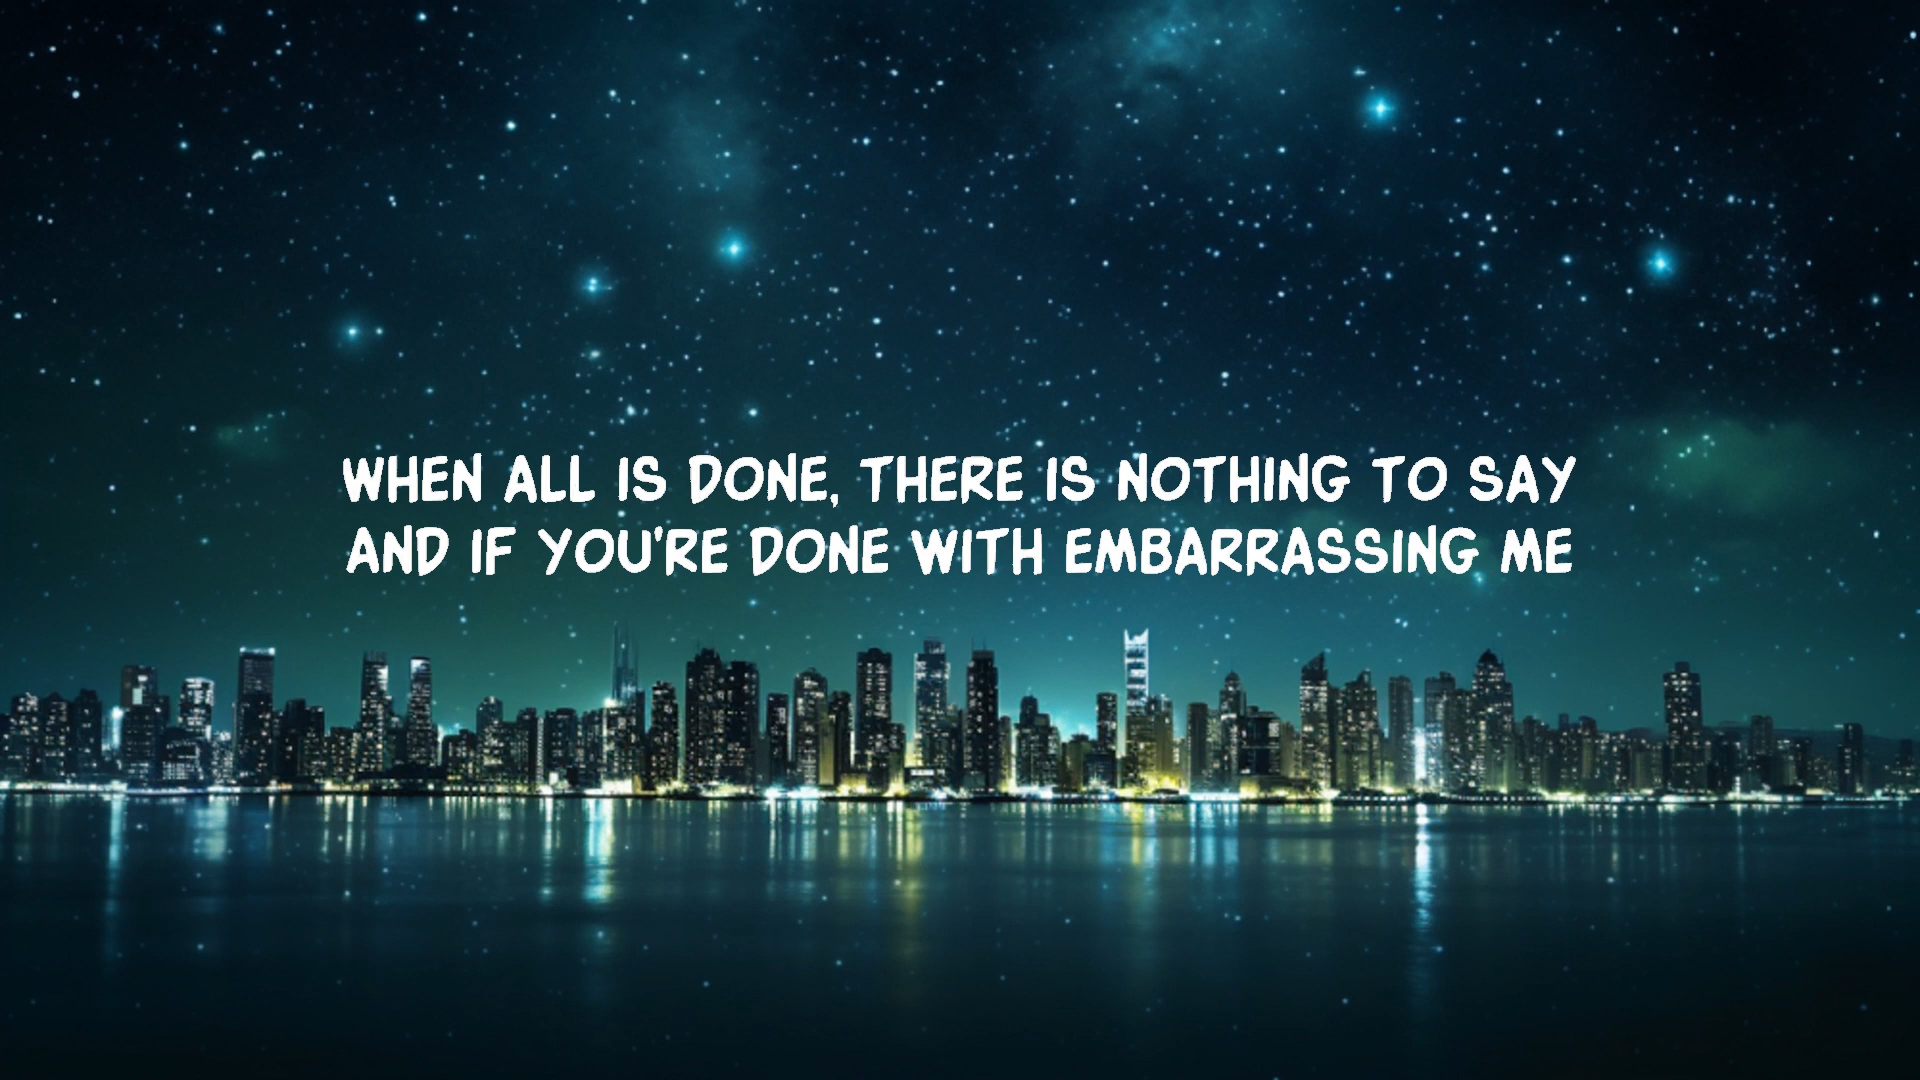 WHEN ALL IS DONE, THERE IS NOTHING TO SAY
AND IF YOU'RE DONE WITH EMBARRASSING ME